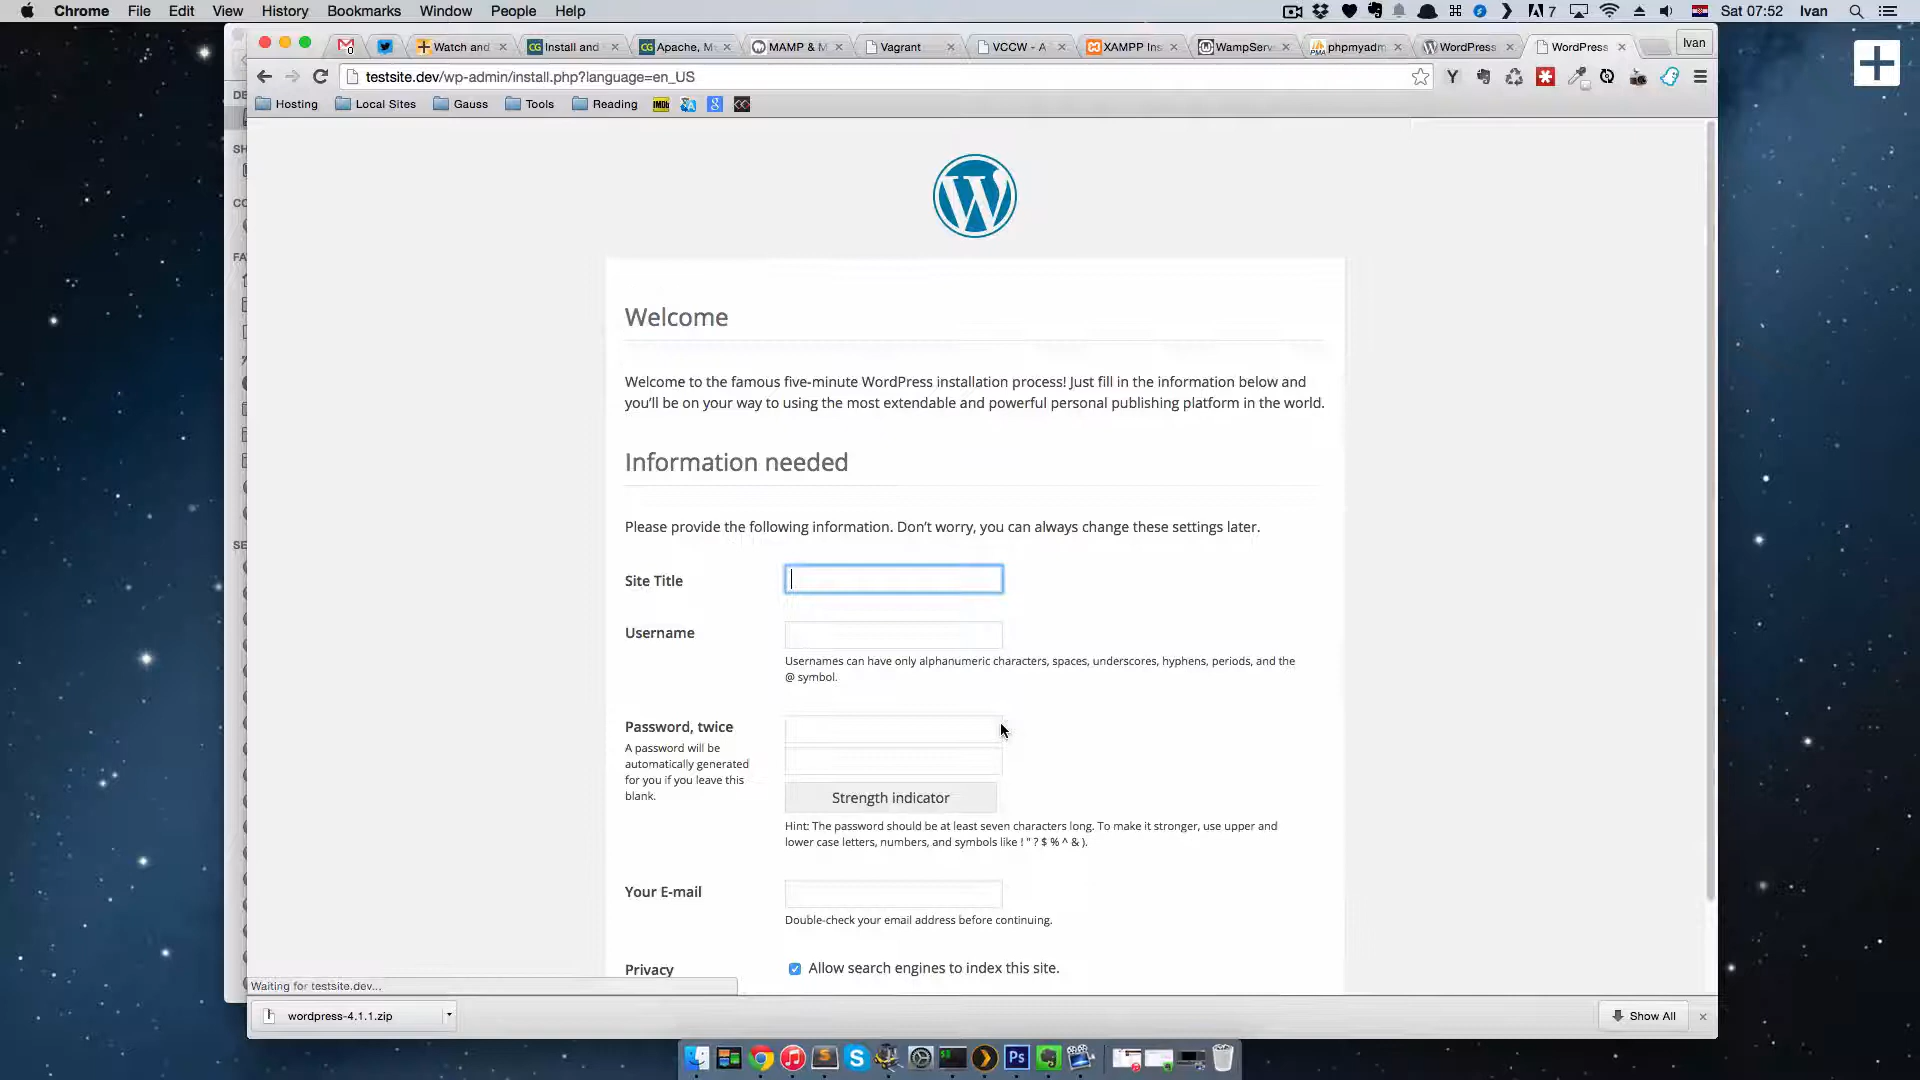 Chrome File Edit View History Bookmarks Window People Help
7 Sat 07:52 Ivan
0 Watch and Install and Apache, M MAMP & M Vagrant VCCW - A XAMPP Ins WampServ phpmyadm WordPress WordPress Ivan
testsite.dev/wp-admin/install.php?language=en_US
Hosting Local Sites Gauss Tools Reading IMDb
DE
SH
CO
FA
SE
Welcome
Welcome to the famous five-minute WordPress installation process! Just fill in the information below and
you’ll be on your way to using the most extendable and powerful personal publishing platform in the world.
Information needed
Please provide the following information. Don’t worry, you can always change these settings later.
Site Title
Username
Usernames can have only alphanumeric characters, spaces, underscores, hyphens, periods, and the
@ symbol.
Password, twice
A password will be
automatically generated
for you if you leave this
blank.
Strength indicator
Hint: The password should be at least seven characters long. To make it stronger, use upper and
lower case letters, numbers, and symbols like ! " ? $ % ^ & ).
Your E-mail
Double-check your email address before continuing.
Privacy
Allow search engines to index this site.
Waiting for testsite.dev...
wordpress-4.1.1.zip
Show All